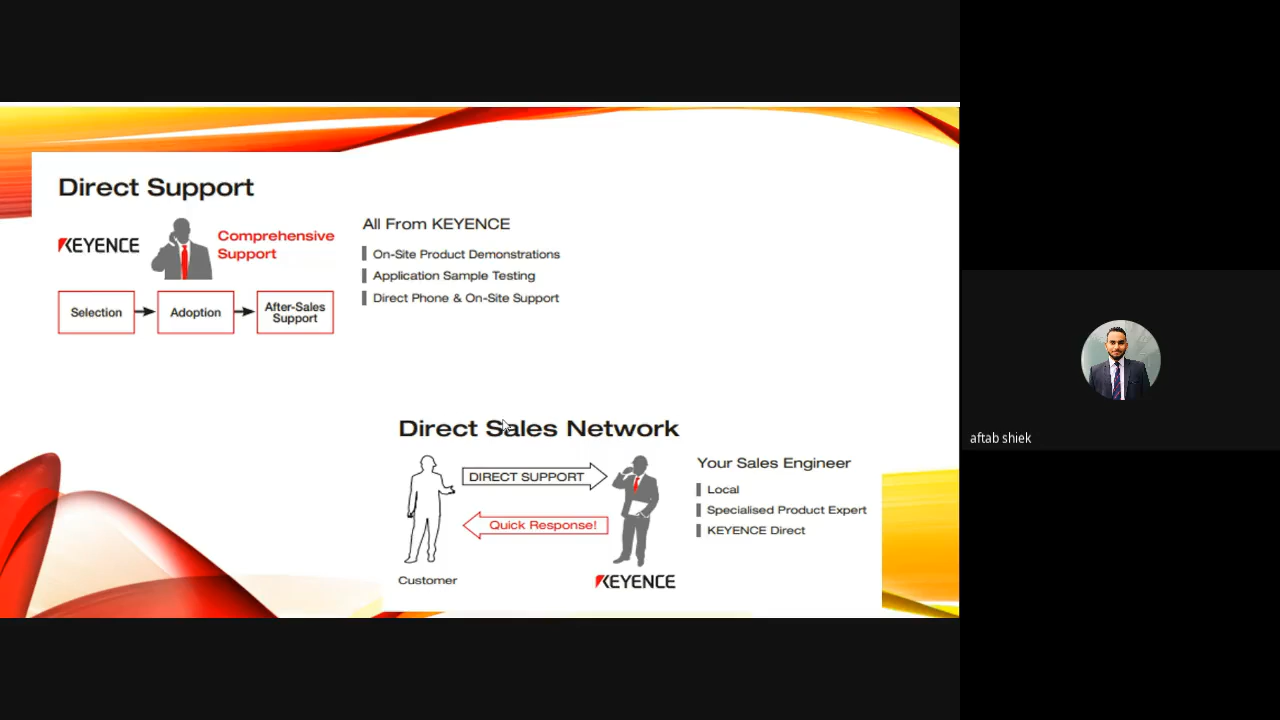 Direct Support
KEYENCE
Comprehensive
Support
Selection
Adoption
After-Sales
Support
All From KEYENCE
On-Site Product Demonstrations
Application Sample Testing
Direct Phone & On-Site Support
Direct Sales Network
DIRECT SUPPORT
Quick Response!
Customer
KEYENCE
Your Sales Engineer
Local
Specialised Product Expert
KEYENCE Direct
aftab shiek